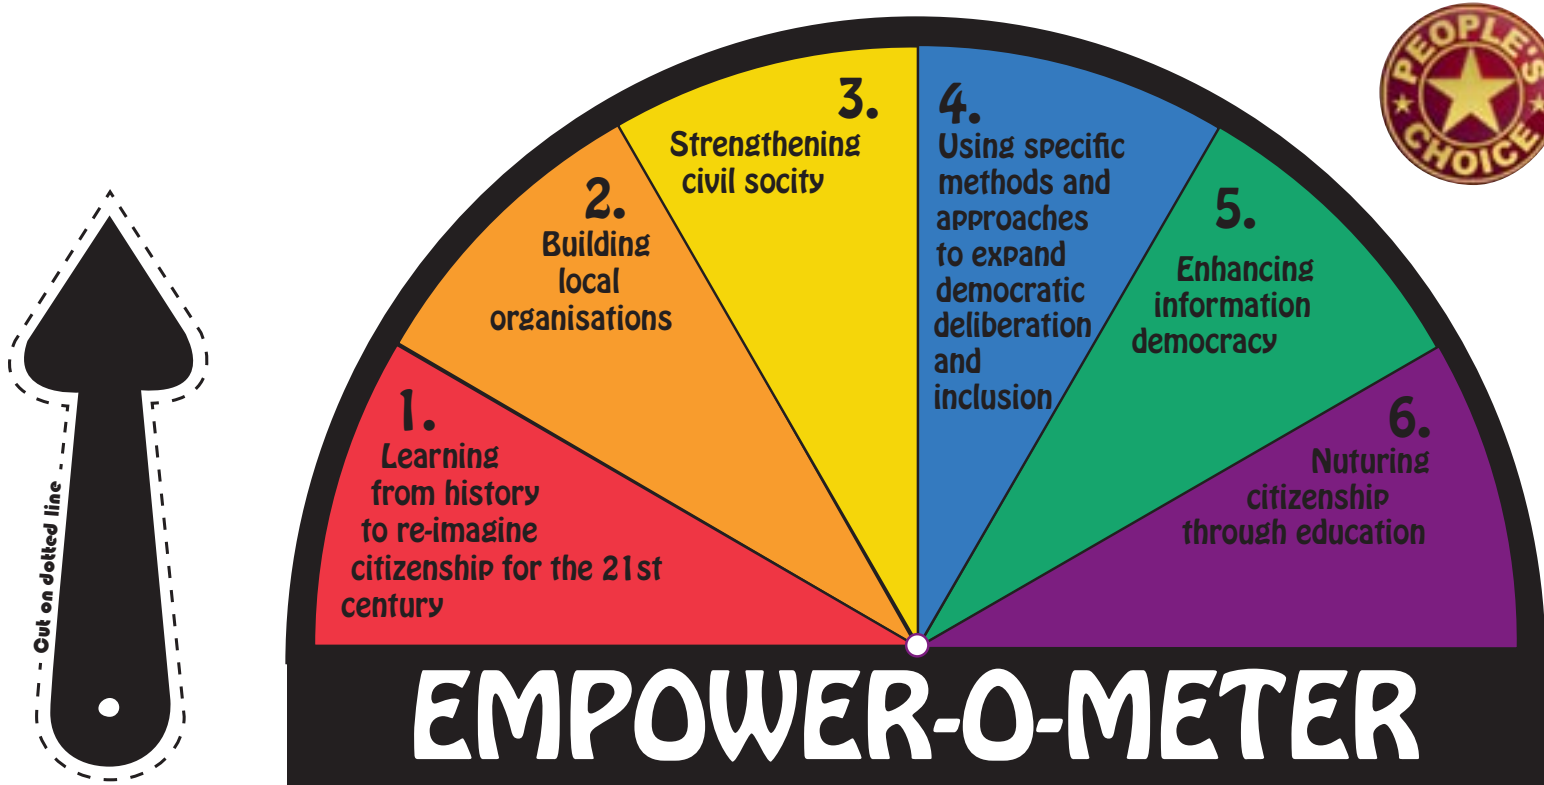 PEOPLE'S
CHOICE
3.
Strengthening
civil socity
4.
Using specific
methods and
approaches
to expand
democratic
deliberation
and
inclusion
2.
Building
local
organisations
5.
Enhancing
information
democracy
1.
Learning
from history
to re-imagine
citizenship for the 21st
century
6.
Nuturing
citizenship
through education
Cut on dotted line
EMPOWER-O-METER